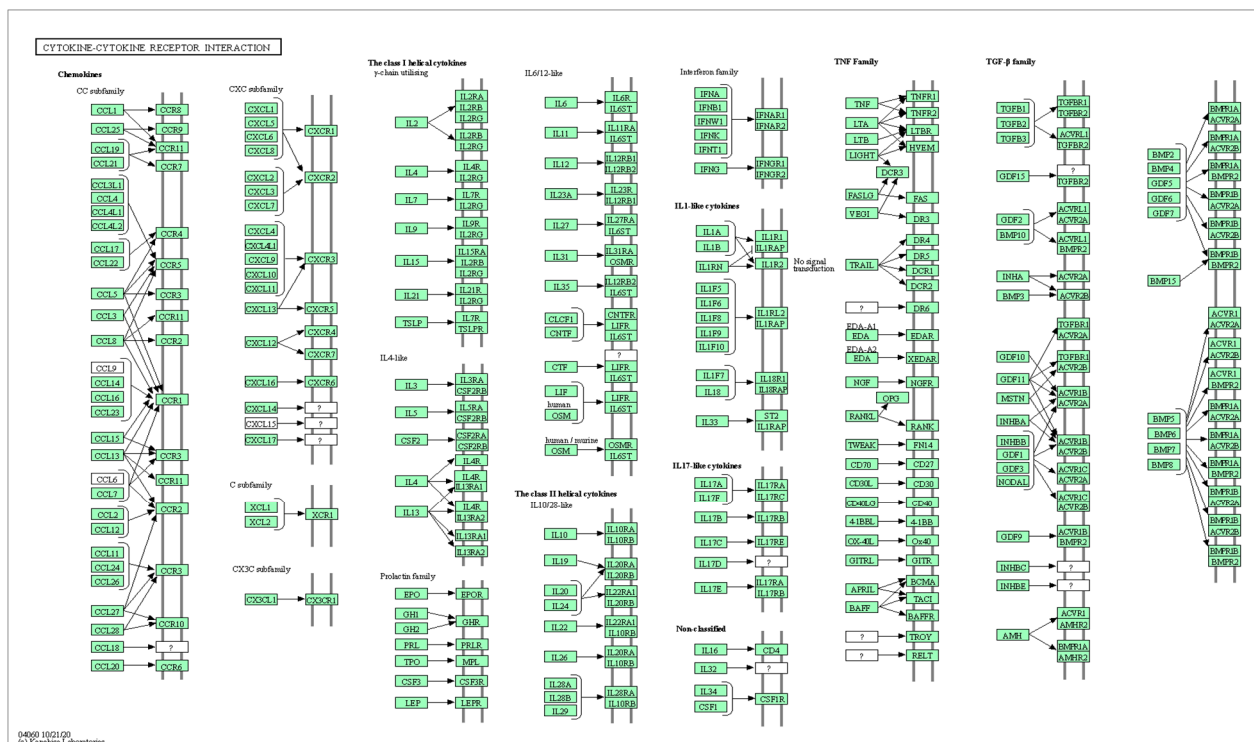 CYTOKINE-CYTOKINE RECEPTOR INTERACTION
Chemokines
CC subfamily
CCL1
CCL25
CCL19
CCL21
CCL3L1
CCL4
CCL4L1
CCL4L2
CCL17
CCL22
CCL5
CCL3
CCL8
CCL9
CCL14
CCL16
CCL23
CCL15
CCL13
CCL6
CCL7
CCL2
CCL12
CCL11
CCL24
CCL26
CCL27
CCL28
CCL18
CCL20
CCR8
CCR9
CCR11
CCR7
CCR4
CCR5
CCR3
CCR11
CCR2
CCR1
CCR3
CCR11
CCR2
CCR3
CCR10
?
CCR6
CXC subfamily
CXCL1
CXCL5
CXCL6
CXCL8
CXCL2
CXCL3
CXCL7
CXCL4
CXCL4L1
CXCL9
CXCL10
CXCL11
CXCL13
CXCL12
CXCL16
CXCL14
CXCL15
CXCL17
CXCR1
CXCR2
CXCR3
CXCR5
CXCR4
CXCR7
CXCR6
?
?
?
C subfamily
XCL1
XCL2
XCR1
CX3C subfamily
CX3CL1
CX3CR1
The class I helical cytokines
γ-chain utilising
IL2
IL4
IL7
IL9
IL15
IL21
TSLP
IL2RA
IL2RB
IL2RG
IL2RB
IL2RG
IL4R
IL2RG
IL7R
IL2RG
IL9R
IL2RG
IL15RA
IL2RB
IL2RG
IL21R
IL2RG
IL7R
TSLPR
IL4-like
IL3
IL5
CSF2
IL4
IL13
IL3RA
CSF2RB
IL5RA
CSF2RB
CSF2RA
CSF2RB
IL4R
IL4R
IL13RA1
IL4R
IL13RA2
IL13RA1
IL13RA2
Prolactin family
EPO
GH1
GH2
PRL
TPO
CSF3
LEP
EPOR
GHR
PRLR
MPL
CSF3R
LEPR
IL6/12-like
IL6
IL11
IL12
IL23A
IL27
IL31
IL35
CLCF1
CNTF
CTF
LIF
human
OSM
human / murine
OSM
IL6R
IL6ST
IL11RA
IL6ST
IL12RB1
IL12RB2
IL23R
IL12RB1
IL27RA
IL6ST
IL31RA
OSMR
IL12RB2
IL6ST
CNTFR
LIFR
IL6ST
?
LIFR
IL6ST
LIFR
IL6ST
OSMR
IL6ST
The class II helical cytokines
IL10/28-like
IL10
IL19
IL20
IL24
IL22
IL26
IL28A
IL28B
IL29
IL10RA
IL10RB
IL20RA
IL20RB
IL22RA1
IL20RB
IL22RA1
IL10RB
IL20RA
IL10RB
IL28RA
IL10RB
Interferon family
IFNA
IFNB1
IFNW1
IFNK
IFNT1
IFNG
IFNAR1
IFNAR2
IFNGR1
IFNGR2
IL1-like cytokines
IL1A
IL1B
IL1RN
IL1F5
IL1F6
IL1F8
IL1F9
IL1F10
IL1F7
IL18
IL33
IL1R1
IL1RAP
IL1R2
No signal
transduction
IL1RL2
IL1RAP
IL18R1
IL18RAP
ST2
IL1RAP
IL17-like cytokines
IL17A
IL17F
IL17B
IL17C
IL17D
IL17E
IL17RA
IL17RC
IL17RB
IL17RE
?
IL17RA
IL17RB
Non-classified
IL16
IL32
IL34
CSF1
CD4
?
CSF1R
TNF Family
TNF
LTA
LTB
LIGHT
FASLG
VEGI
TRAIL
?
EDA-A1
EDA
EDA-A2
EDA
NGF
RANKL
TWEAK
CD70
CD30L
CD40LG
4-1BBL
OX-40L
GITRL
APRIL
BAFF
?
?
TNFR1
TNFR2
LTBR
HVEM
DCR3
FAS
DR3
DR4
DR5
DCR1
DCR2
DR6
EDAR
XEDAR
NGFR
OPG
RANK
FN14
CD27
CD30
CD40
4-1BB
Ox40
GITR
BCMA
TACI
BAFFR
TROY
RELT
TGF-β family
TGFB1
TGFB2
TGFB3
GDF15
GDF2
BMP10
INHA
BMP3
GDF10
GDF11
MSTN
INHBA
INHBB
GDF1
GDF3
NODAL
GDF9
INHBC
INHBE
AMH
TGFBR1
TGFBR2
ACVRL1
TGFBR2
?
TGFBR2
ACVRL1
ACVR2A
ACVRL1
BMPR2
ACVR2A
ACVR2B
TGFBR1
ACVR2A
TGFBR1
ACVR2B
ACVR1B
ACVR2A
ACVR1B
ACVR2B
ACVR1C
ACVR2A
ACVR1C
ACVR2B
ACVR1B
BMPR2
?
?
ACVR1
AMHR2
BMPR1A
AMHR2
BMP2
BMP4
GDF5
GDF6
GDF7
BMP15
BMP5
BMP6
BMP7
BMP8
BMPR1A
ACVR2A
BMPR1A
ACVR2B
BMPR1A
BMPR2
BMPR1B
ACVR2A
BMPR1B
ACVR2B
BMPR1B
BMPR2
ACVR1
ACVR2A
ACVR1
ACVR2B
ACVR1
BMPR2
BMPR1A
ACVR2A
BMPR1A
ACVR2B
BMPR1A
BMPR2
BMPR1B
ACVR2A
BMPR1B
ACVR2B
BMPR1B
BMPR2
04060 10/21/20
(c) Kanehisa Laboratories